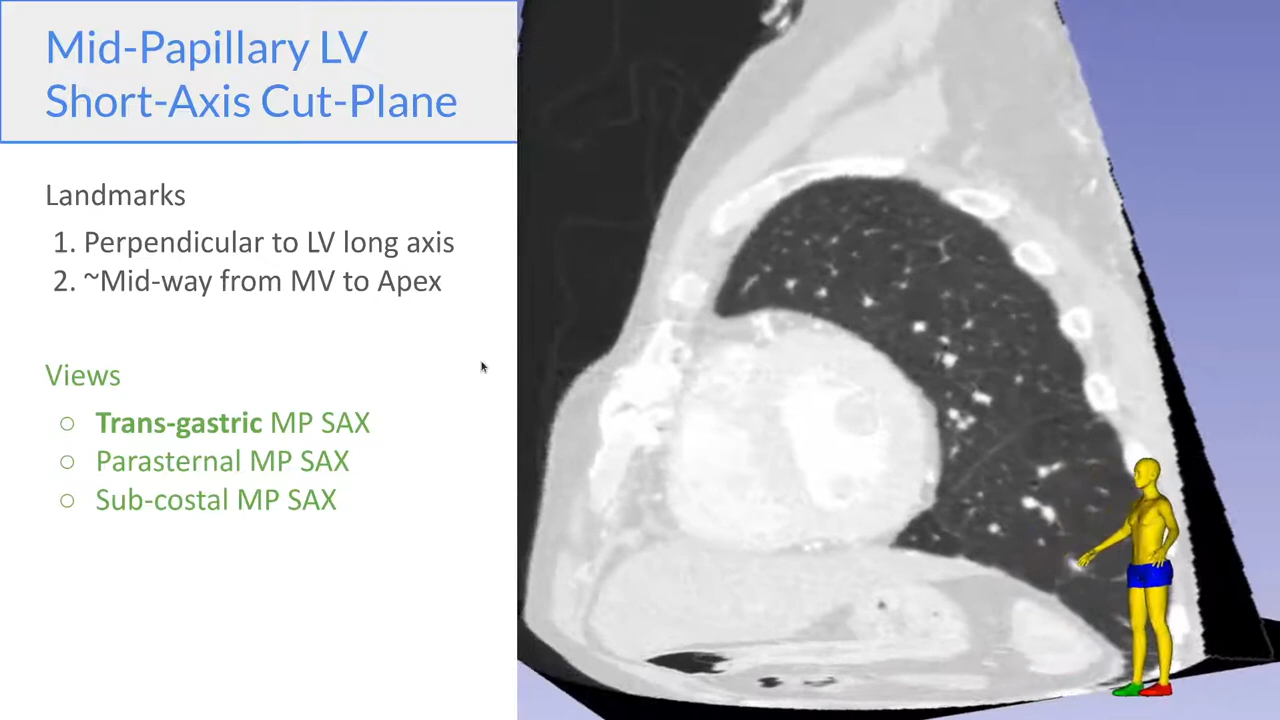 Mid-Papillary LV
Short-Axis Cut-Plane
Landmarks
1. Perpendicular to LV long axis
2. ~Mid-way from MV to Apex
Views
○ Trans-gastric MP SAX
○ Parasternal MP SAX
○ Sub-costal MP SAX